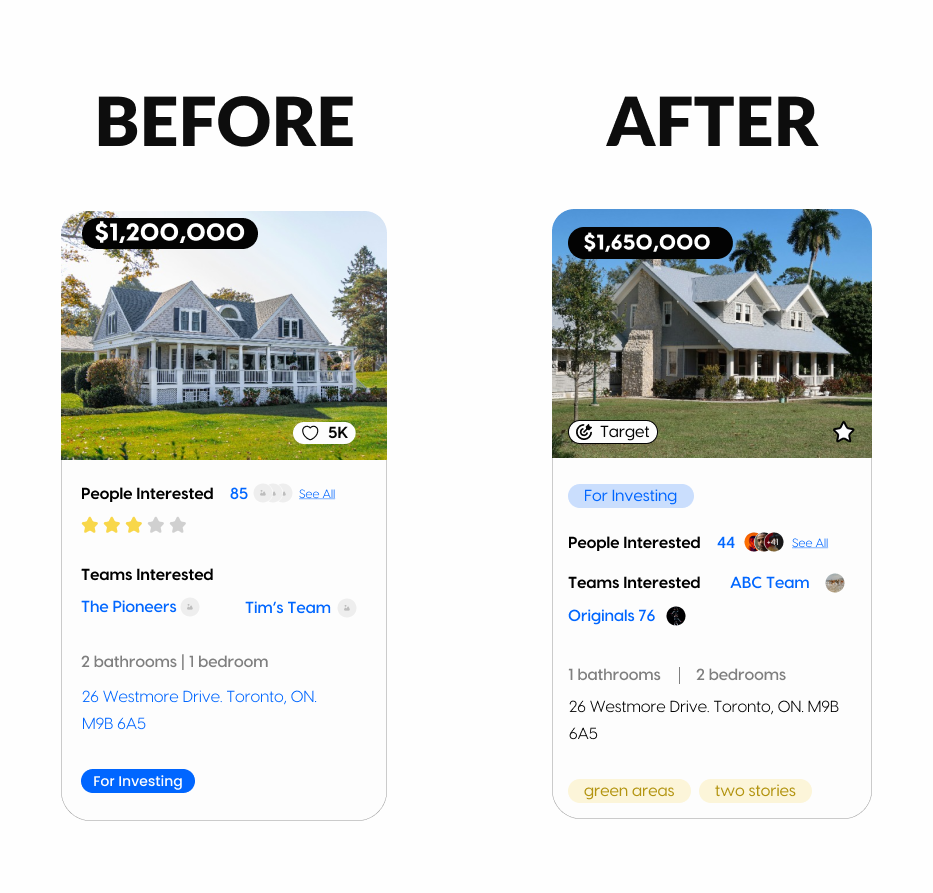 BEFORE
AFTER
$1,200,000
5K
People Interested 85 See All
Teams Interested
The Pioneers Tim's Team
2 bathrooms | 1 bedroom
26 Westmore Drive. Toronto, ON.
M9B 6A5
For Investing
$1,650,000
Target
For Investing
People Interested 44 +41 See All
Teams Interested ABC Team
Originals 76
1 bathrooms | 2 bedrooms
26 Westmore Drive. Toronto, ON. M9B
6A5
green areas two stories